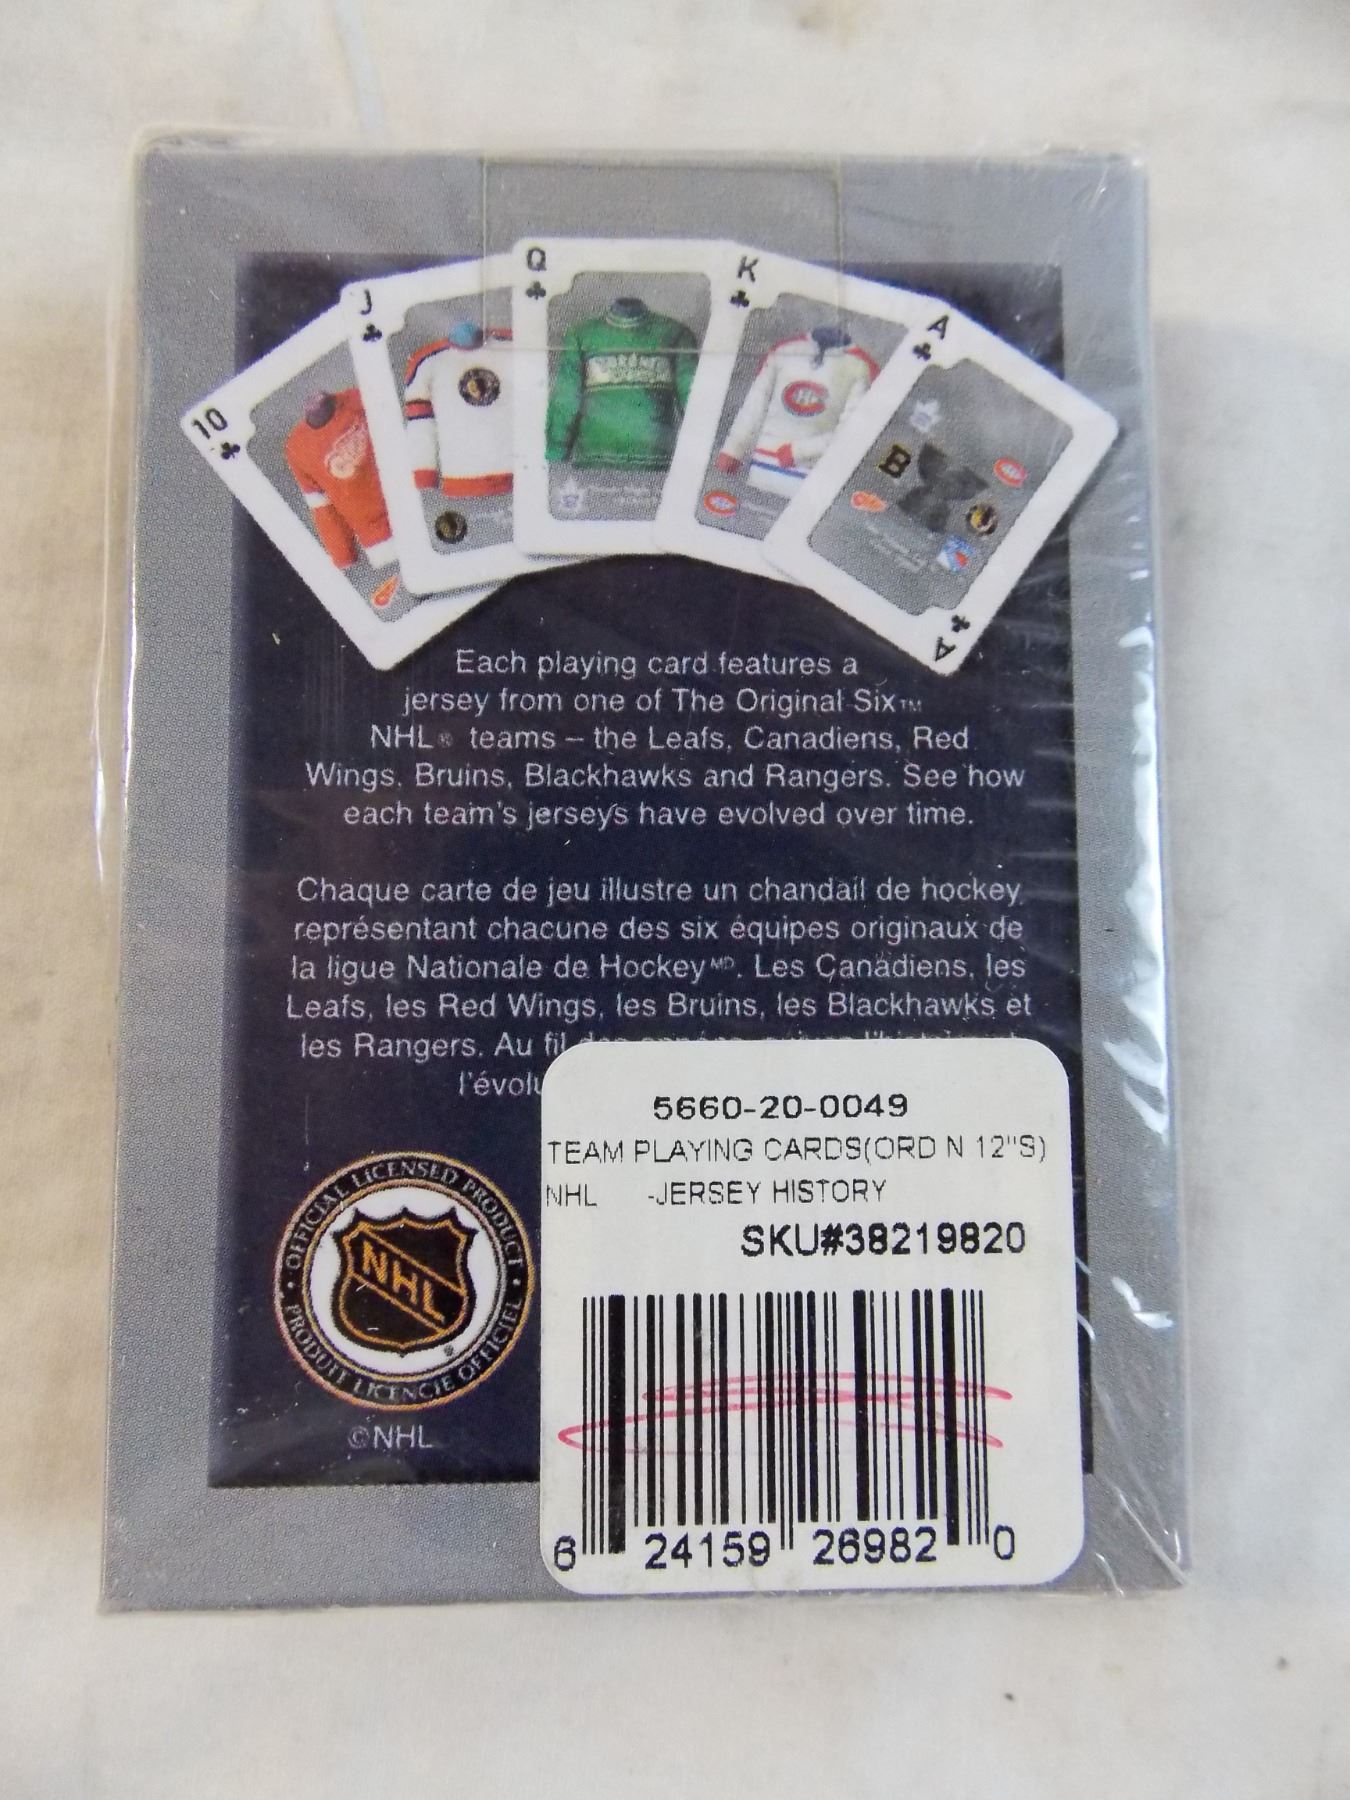 10
J
Q
K
A
B
A
Each playing card features a
jersey from one of The Original Six™
NHL® teams – the Leafs, Canadiens, Red
Wings, Bruins, Blackhawks and Rangers. See how
each team's jerseys have evolved over time.
Chaque carte de jeu illustre un chandail de hockey,
représentant chacune des six équipes originaux de
la ligue Nationale de Hockey MD. Les Canadiens, les
Leafs, les Red Wings, les Bruins, les Blackhawks et
les Rangers. Au fil
5660-20-0049
TEAM PLAYING CARDS(ORD N 12"S)
NHL -JERSEY HISTORY
SKU#38219820
6 24159 26982 0
OFFICIAL LICENSED PRODUCT
NHL
PRODUIT LICENCIE OFFICIEL
©NHL